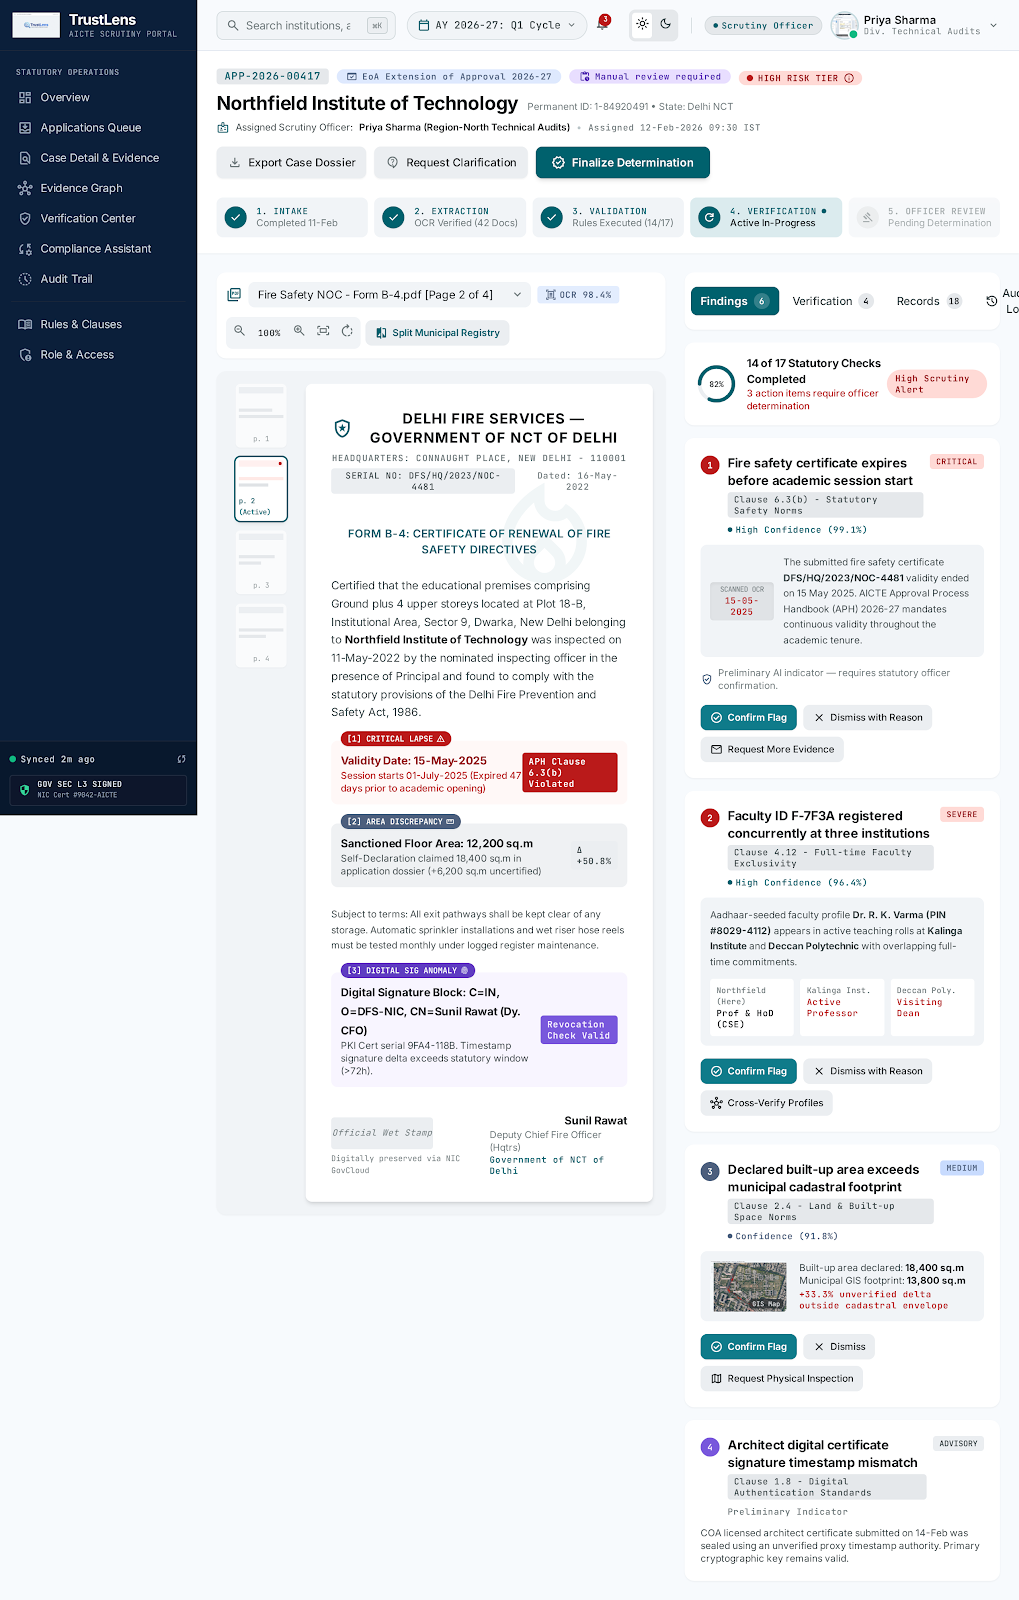 TrustLens
AICTE SCRUTINY PORTAL
STATUTORY OPERATIONS
Overview
Applications Queue
Case Detail & Evidence
Evidence Graph
Verification Center
Compliance Assistant
Audit Trail
Rules & Clauses
Role & Access
Synced 2m ago
GOV SEC L3 SIGNED
NIC Cert #9042-AICTE
Search institutions, a
⌘K
AY 2026-27: Q1 Cycle
3
Scrutiny Officer
Priya Sharma
Div. Technical Audits
APP-2026-00417
EoA Extension of Approval 2026-27
Manual review required
HIGH RISK TIER
Northfield Institute of Technology
Permanent ID: 1-84920491 • State: Delhi NCT
Assigned Scrutiny Officer: Priya Sharma (Region-North Technical Audits) • Assigned 12-Feb-2026 09:30 IST
Export Case Dossier
Request Clarification
Finalize Determination
1. INTAKE
Completed 11-Feb
2. EXTRACTION
OCR Verified (42 Docs)
3. VALIDATION
Rules Executed (14/17)
4. VERIFICATION •
Active In-Progress
5. OFFICER REVIEW
Pending Determination
Fire Safety NOC - Form B-4.pdf [Page 2 of 4]
OCR 98.4%
100%
Split Municipal Registry
p. 1
p. 2
(Active)
p. 3
p. 4
DELHI FIRE SERVICES —
GOVERNMENT OF NCT OF DELHI
HEADQUARTERS: CONNAUGHT PLACE, NEW DELHI - 110001
SERIAL NO: DFS/HQ/2023/NOC-
4481
Dated: 16-May-
2022
FORM B-4: CERTIFICATE OF RENEWAL OF FIRE
SAFETY DIRECTIVES
Certified that the educational premises comprising
Ground plus 4 upper storeys located at Plot 18-B,
Institutional Area, Sector 9, Dwarka, New Delhi belonging
to Northfield Institute of Technology was inspected on
11-May-2022 by the nominated inspecting officer in the
presence of Principal and found to comply with the
statutory provisions of the Delhi Fire Prevention and
Safety Act, 1986.
[1] CRITICAL LAPSE
Validity Date: 15-May-2025
Session starts 01-July-2025 (Expired 47
days prior to academic opening)
APH Clause
6.3(b)
Violated
[2] AREA DISCREPANCY
Sanctioned Floor Area: 12,200 sq.m
Self-Declaration claimed 18,400 sq.m in
application dossier (+6,200 sq.m uncertified)
Δ
+50.8%
Subject to terms: All exit pathways shall be kept clear of any
storage. Automatic sprinkler installations and wet riser hose reels
must be tested monthly under logged register maintenance.
[3] DIGITAL SIG ANOMALY
Digital Signature Block: C=IN,
O=DFS-NIC, CN=Sunil Rawat (Dy.
CFO)
PKI Cert serial 9FA4-118B. Timestamp
signature delta exceeds statutory window
(>72h).
Revocation
Check Valid
Official Wet Stamp
Digitally preserved via NIC
GovCloud
Sunil Rawat
Deputy Chief Fire Officer
(Hqtrs)
Government of NCT of
Delhi
Findings 6
Verification 4
Records 18
Au
Lo
82%
14 of 17 Statutory Checks
Completed
3 action items require officer
determination
High Scrutiny
Alert
1
Fire safety certificate expires
before academic session start
CRITICAL
Clause 6.3(b) - Statutory
Safety Norms
High Confidence (99.1%)
SCANNED OCR
15-05-
2025
The submitted fire safety certificate
DFS/HQ/2023/NOC-4481 validity ended
on 15 May 2025. AICTE Approval Process
Handbook (APH) 2026-27 mandates
continuous validity throughout the
academic tenure.
Preliminary AI indicator — requires statutory officer
confirmation.
Confirm Flag
Dismiss with Reason
Request More Evidence
2
Faculty ID F-7F3A registered
concurrently at three institutions
SEVERE
Clause 4.12 - Full-time Faculty
Exclusivity
High Confidence (96.4%)
Aadhaar-seeded faculty profile Dr. R. K. Varma (PIN
#8029-4112) appears in active teaching rolls at Kalinga
Institute and Deccan Polytechnic with overlapping full-
time commitments.
Northfield
(Here)
Prof & HoD
(CSE)
Kalinga Inst.
Active
Professor
Deccan Poly.
Visiting
Dean
Confirm Flag
Dismiss with Reason
Cross-Verify Profiles
3
Declared built-up area exceeds
municipal cadastral footprint
MEDIUM
Clause 2.4 - Land & Built-up
Space Norms
Confidence (91.8%)
GIS Map
Built-up area declared: 18,400 sq.m
Municipal GIS footprint: 13,800 sq.m
+33.3% unverified delta
outside cadastral envelope
Confirm Flag
Dismiss
Request Physical Inspection
4
Architect digital certificate
signature timestamp mismatch
ADVISORY
Clause 1.8 - Digital
Authentication Standards
Preliminary Indicator
COA licensed architect certificate submitted on 14-Feb was
sealed using an unverified proxy timestamp authority. Primary
cryptographic key remains valid.